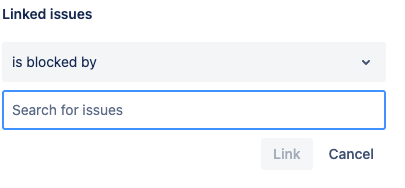 Linked issues
is blocked by
Search for issues
Link Cancel